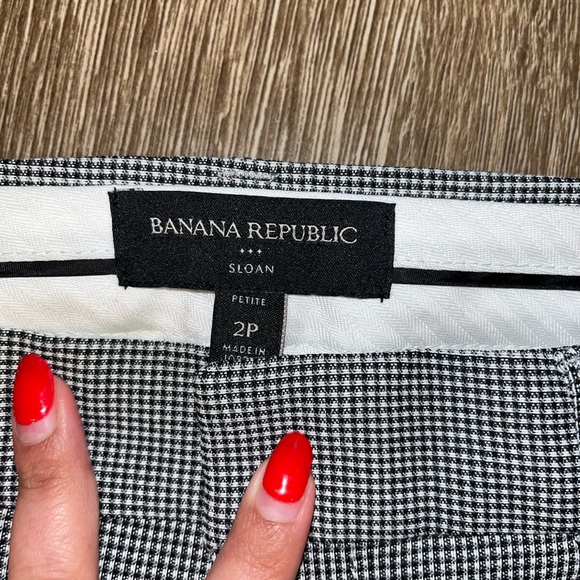 BANANA REPUBLIC
SLOAN
PETITE
2P
MADE IN